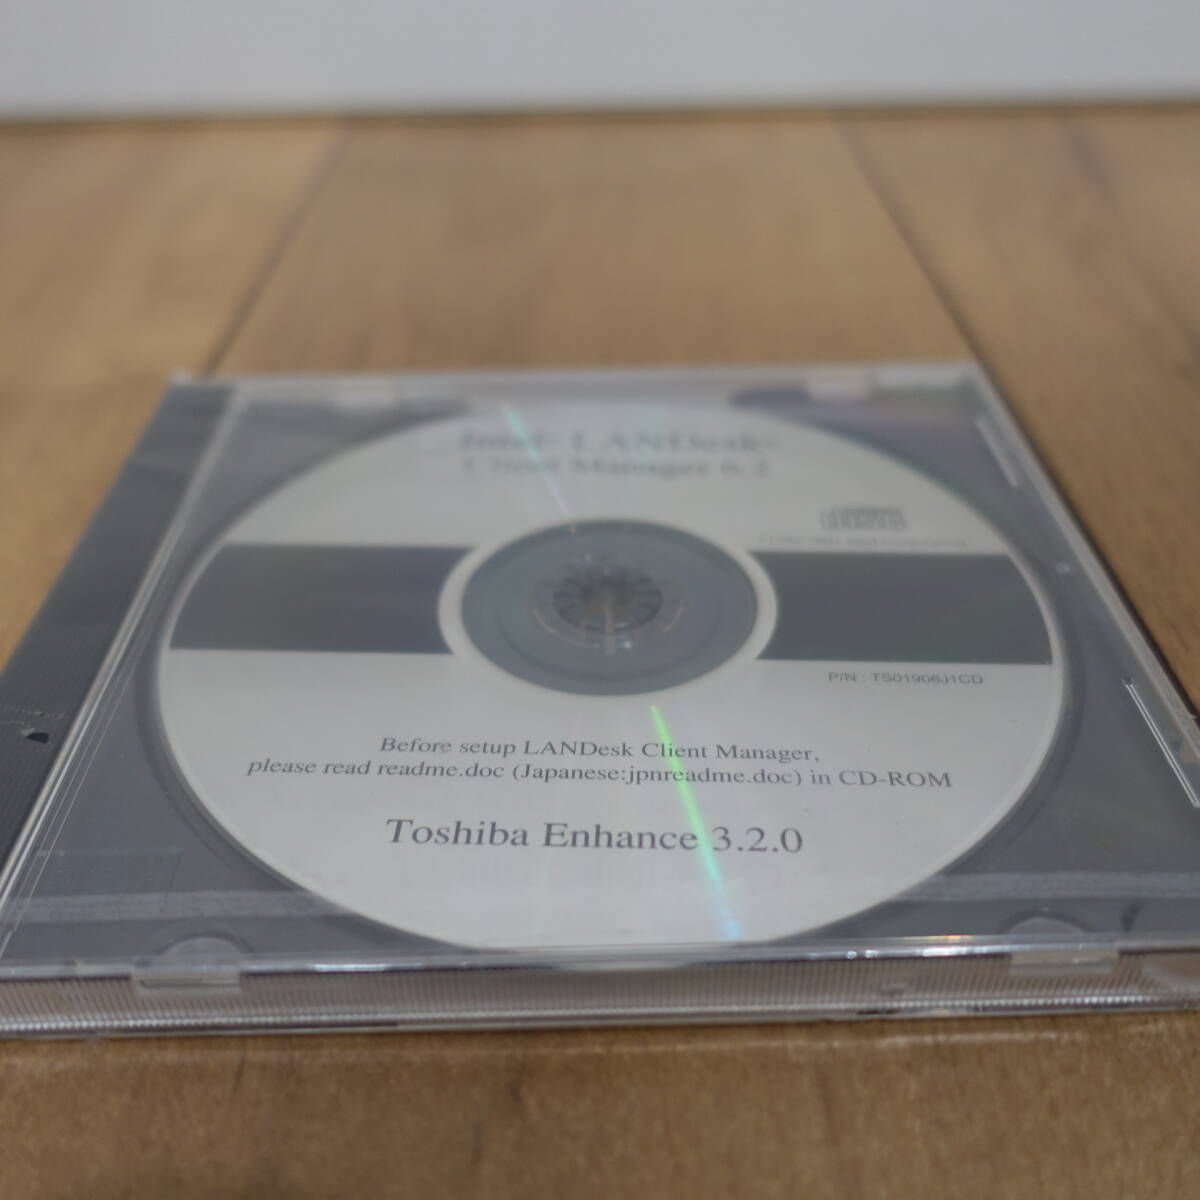 Intel® LANDesk®
Client Manager 6.2
P/N : TS01906J1CD
Before setup LANDesk Client Manager,
please read readme.doc (Japanese:jpnreadme.doc) in CD-ROM
Toshiba Enhance 3.2.0